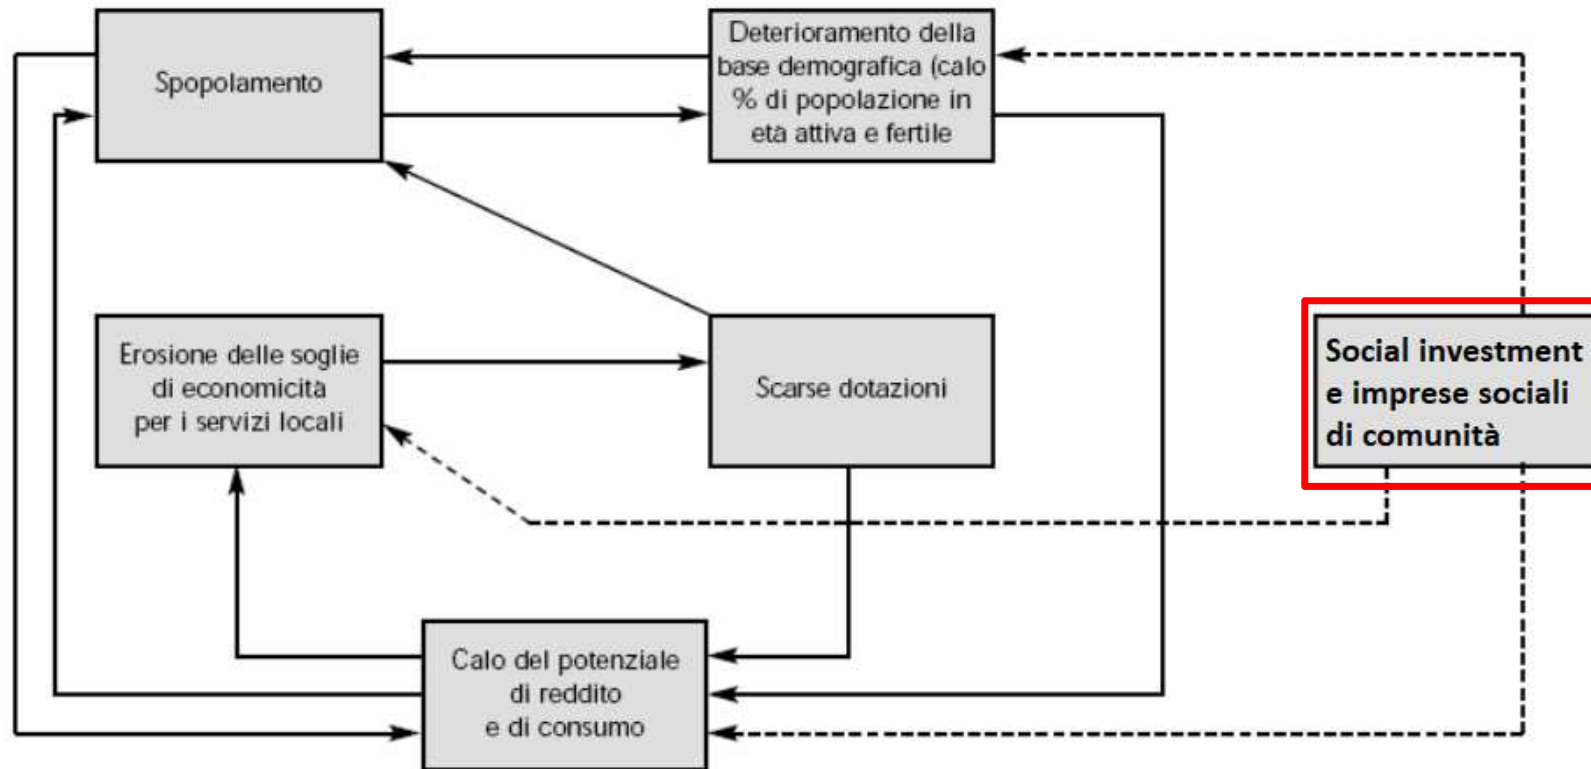 Spopolamento
Deterioramento della
base demografica (calo
% di popolazione in
età attiva e fertile
Erosione delle soglie
di economicità
per i servizi locali
Scarse dotazioni
Social investment
e imprese sociali
di comunità
Calo del potenziale
di reddito
e di consumo